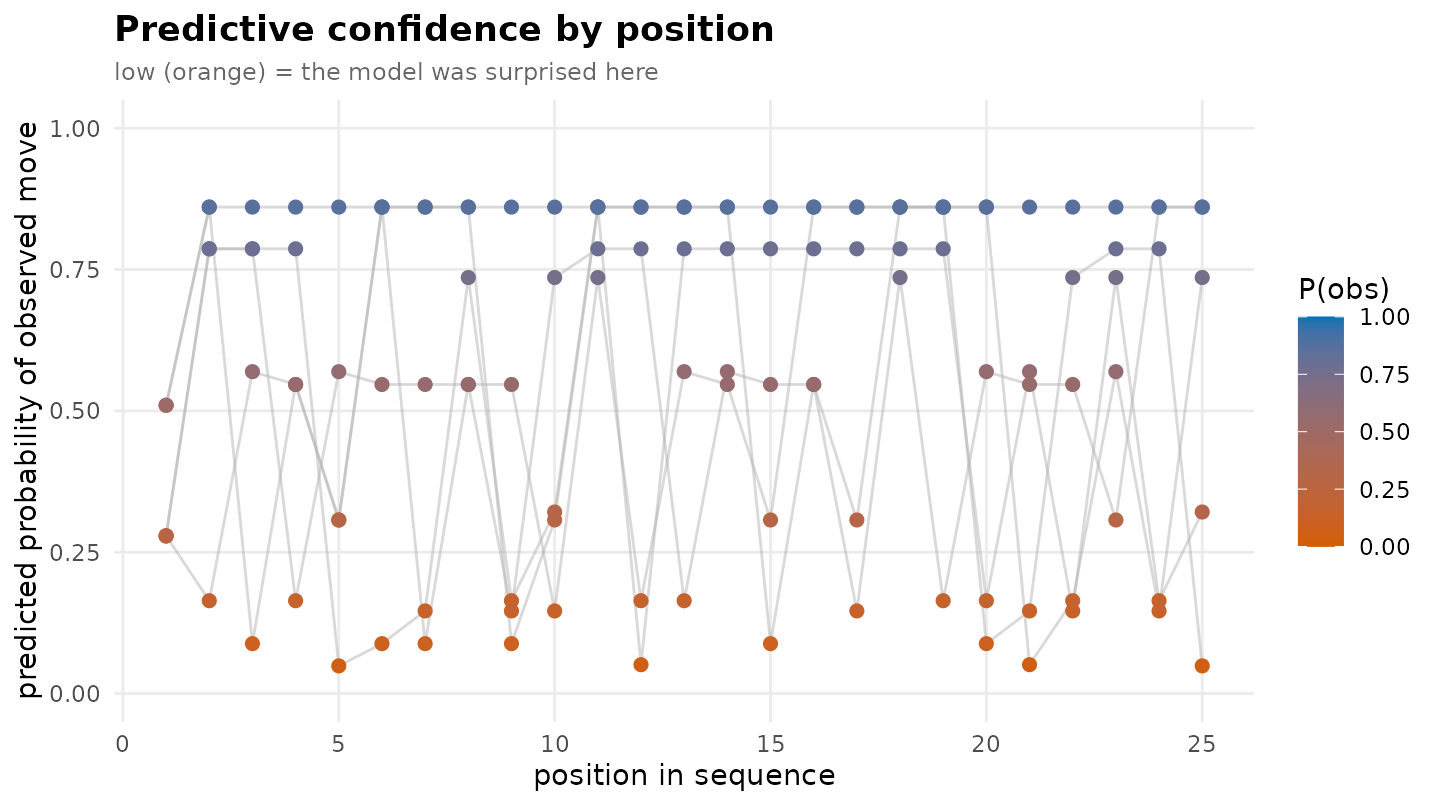 Predictive confidence by position
low (orange) = the model was surprised here
predicted probability of observed move
1.00
0.75
0.50
0.25
0.00
0 5 10 15 20 25
position in sequence
P(obs)
1.00
0.75
0.50
0.25
0.00